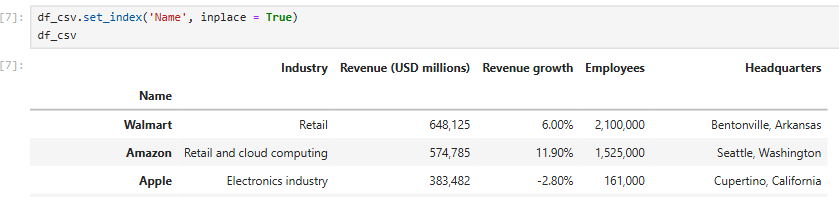 [7]: df_csv.set_index('Name', inplace = True)
df_csv
[7]:
Industry Revenue (USD millions) Revenue growth Employees Headquarters
Name
Walmart Retail 648,125 6.00% 2,100,000 Bentonville, Arkansas
Amazon Retail and cloud computing 574,785 11.90% 1,525,000 Seattle, Washington
Apple Electronics industry 383,482 -2.80% 161,000 Cupertino, California